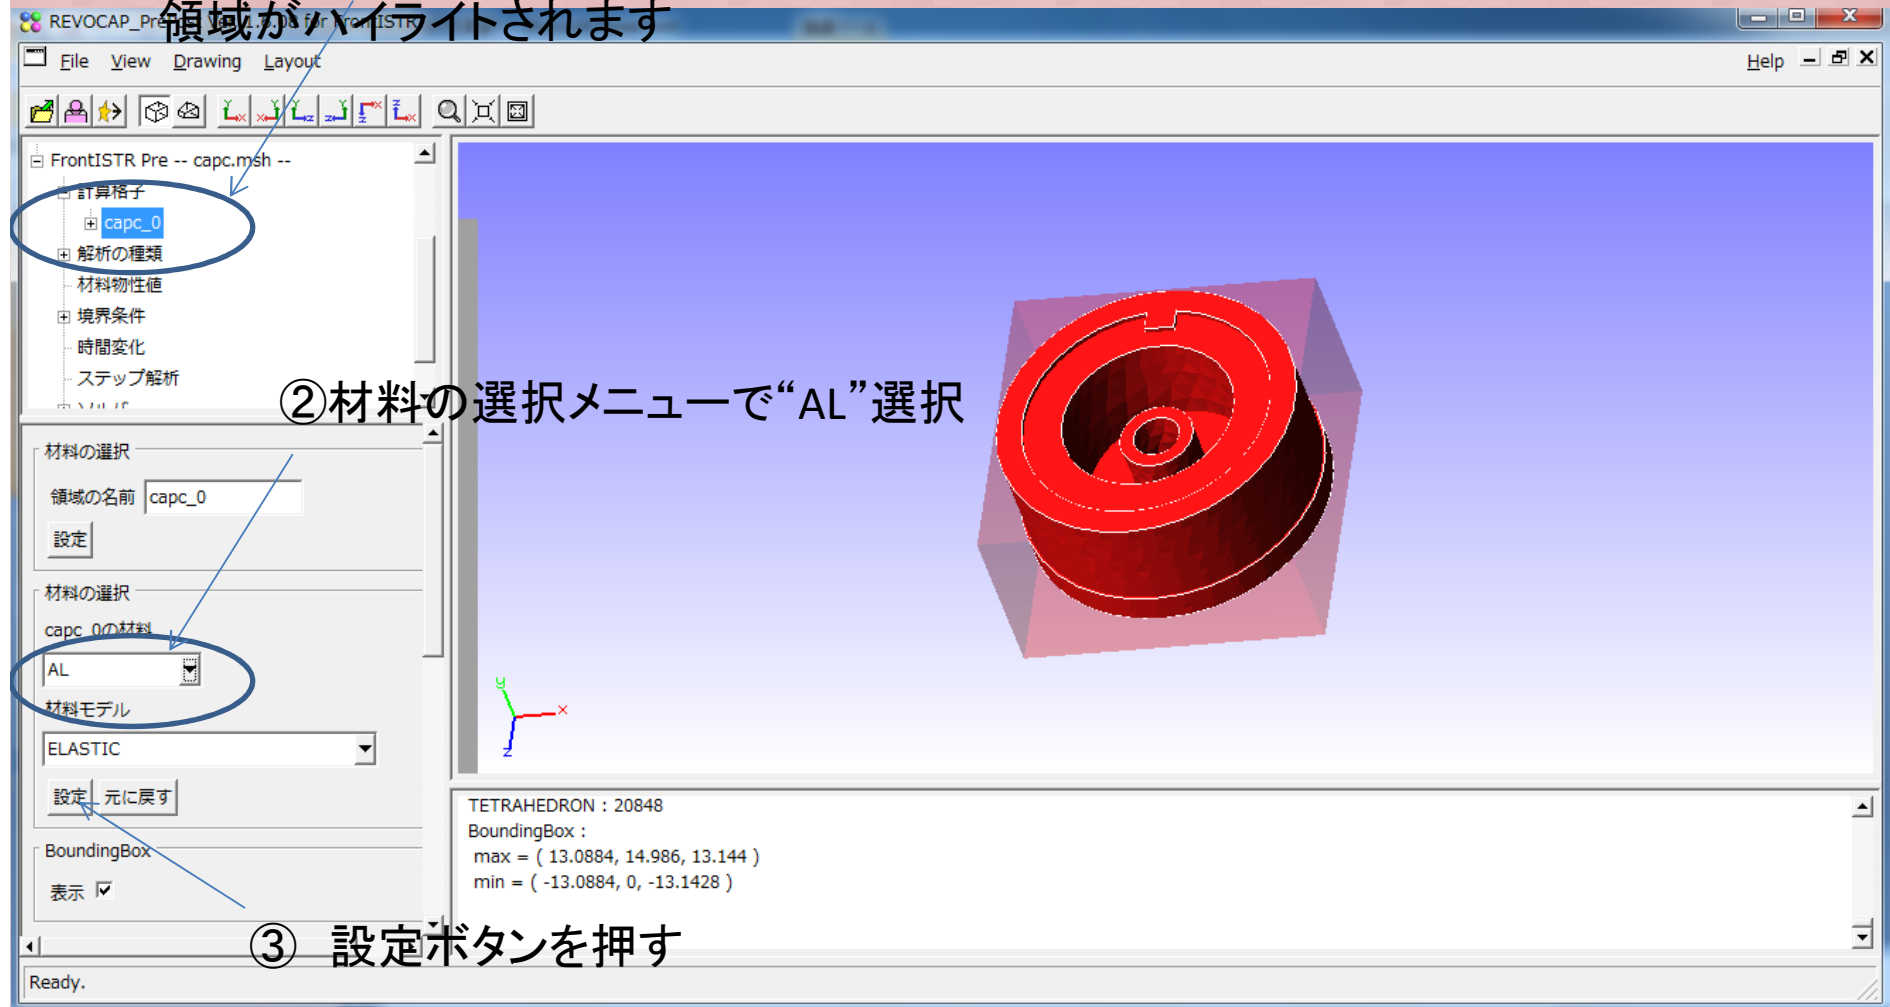 領域がハイライトされます
REVOCAP_PrePost Ver. 1.6.08 for FrontISTR
File View Drawing Layout Help
FrontISTR Pre -- capc.msh --
計算格子
capc_0
解析の種類
材料物性値
境界条件
時間変化
ステップ解析
②材料の選択メニューで“AL”選択
材料の選択
領域の名前 capc_0
設定
材料の選択
capc_0の材料
AL
材料モデル
ELASTIC
設定 元に戻す
BoundingBox
表示
③ 設定ボタンを押す
y
x
z
TETRAHEDRON : 20848
BoundingBox :
max = ( 13.0884, 14.986, 13.144 )
min = ( -13.0884, 0, -13.1428 )
Ready.